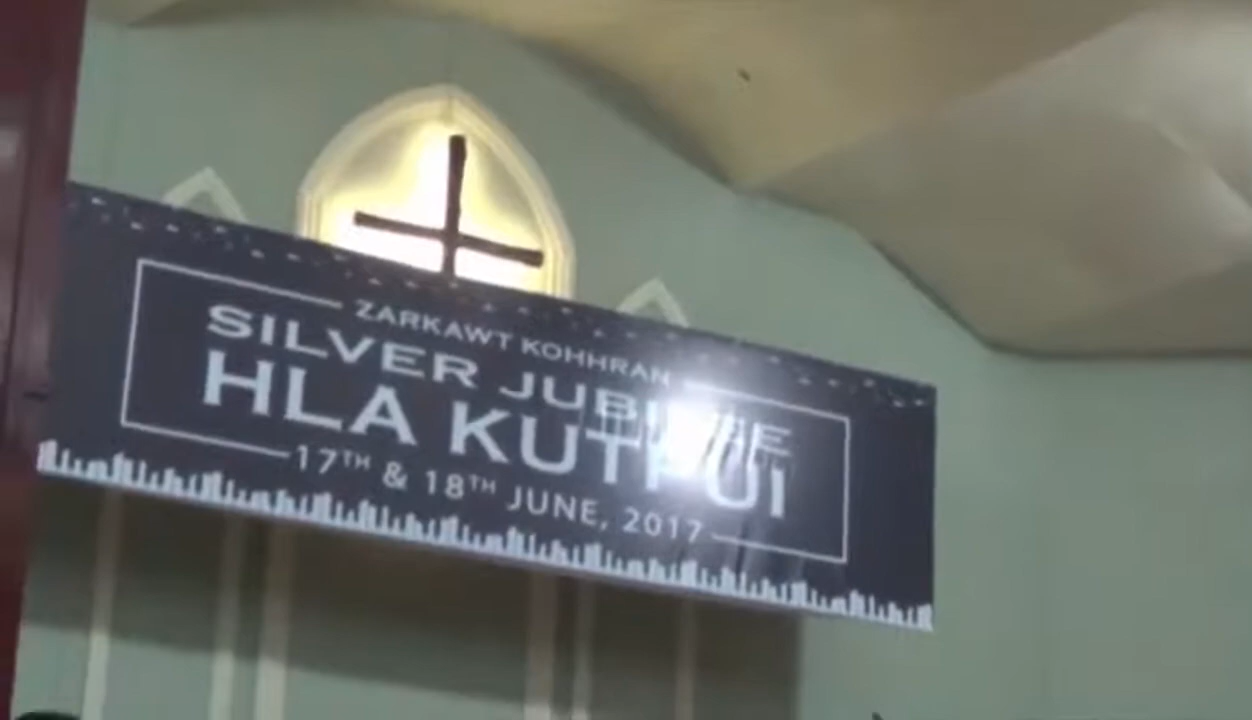 ZARKAWT KOHHRAN
SILVER JUBILEE
HLA KUTPUI
17TH & 18TH JUNE, 2017